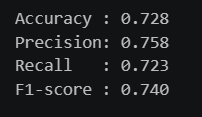 Accuracy : 0.728
Precision: 0.758
Recall   : 0.723
F1-score : 0.740